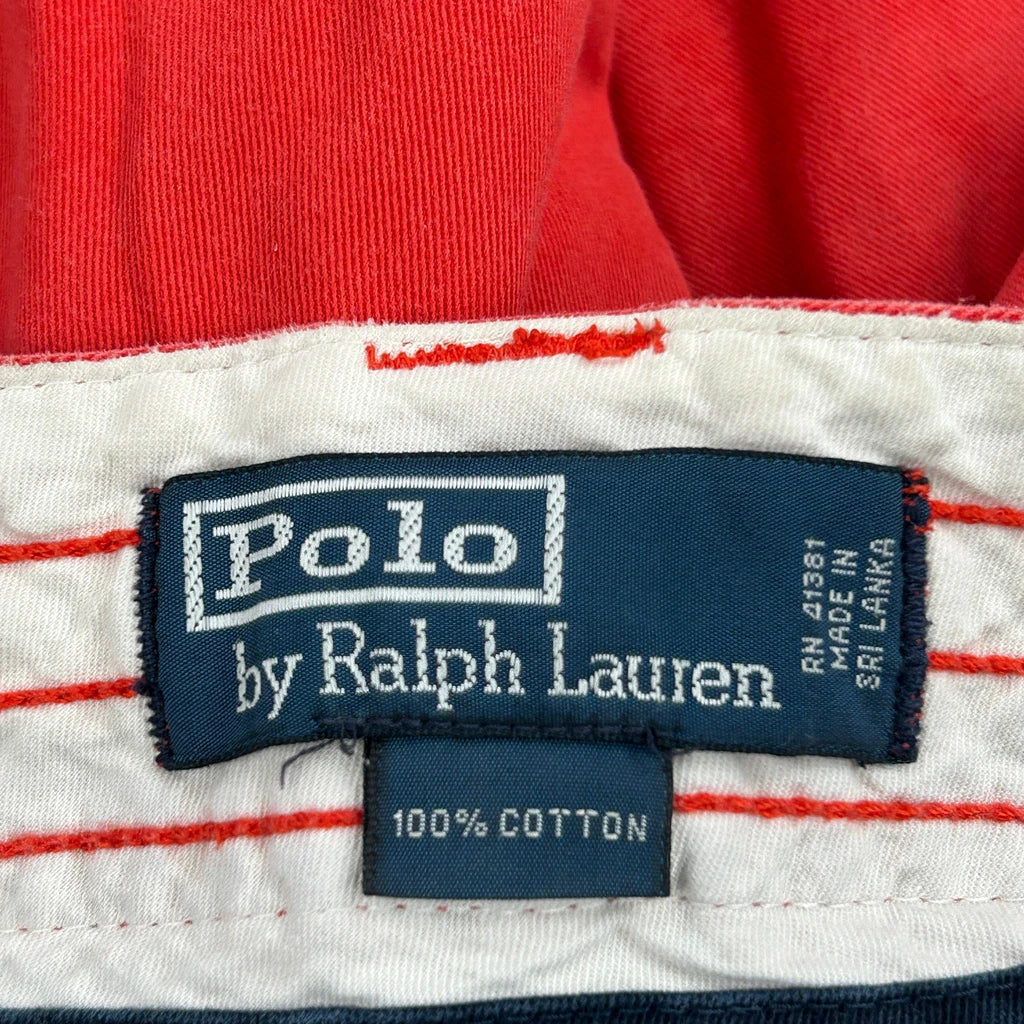 Polo
by Ralph Lauren
RN 41381
MADE IN
SRI LANKA
100% COTTON